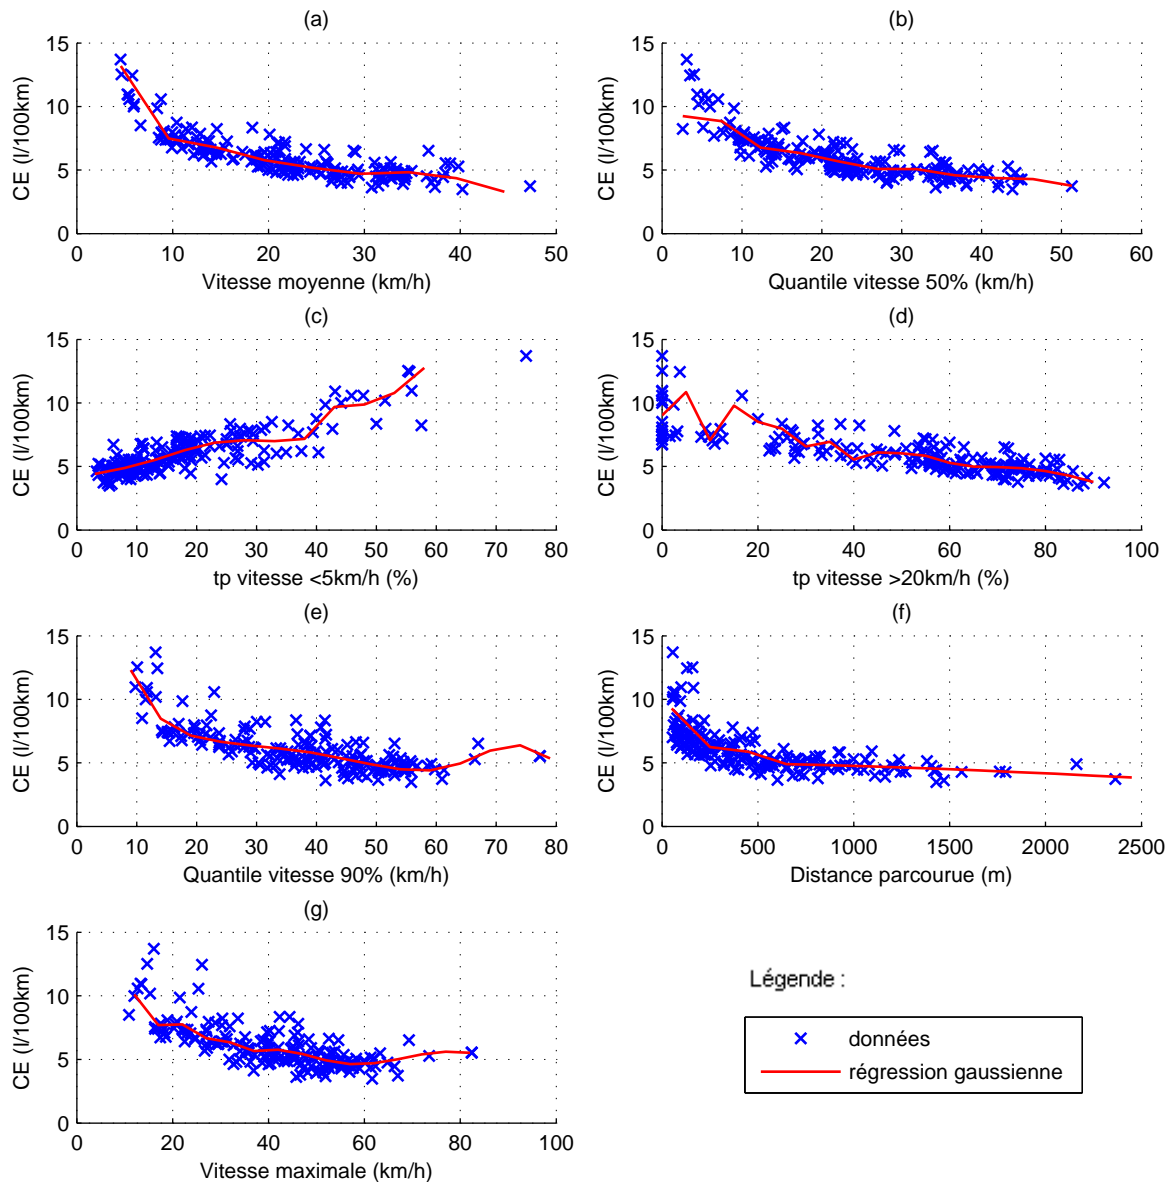 (a)
15
10
5
0
CE (l/100km)
0 10 20 30 40 50
Vitesse moyenne (km/h)
(b)
15
10
5
0
CE (l/100km)
0 10 20 30 40 50 60
Quantile vitesse 50% (km/h)
(c)
15
10
5
0
CE (l/100km)
0 10 20 30 40 50 60 70 80
tp vitesse <5km/h (%)
(d)
15
10
5
0
CE (l/100km)
0 20 40 60 80 100
tp vitesse >20km/h (%)
(e)
15
10
5
0
CE (l/100km)
0 10 20 30 40 50 60 70 80
Quantile vitesse 90% (km/h)
(f)
15
10
5
0
CE (l/100km)
0 500 1000 1500 2000 2500
Distance parcourue (m)
(g)
15
10
5
0
CE (l/100km)
0 20 40 60 80 100
Vitesse maximale (km/h)
Légende :
données
régression gaussienne